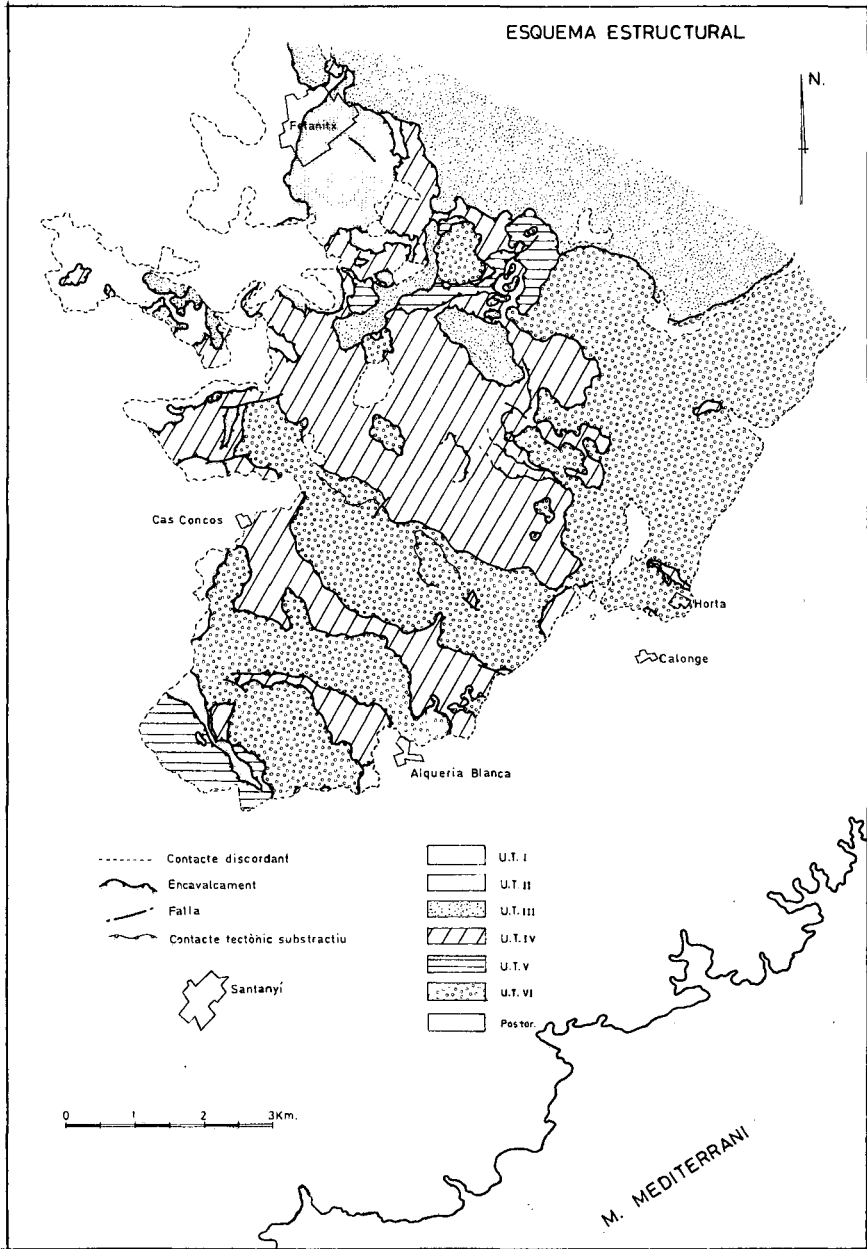 ESQUEMA ESTRUCTURAL
N.
Felanitx
Cas Concos
Horta
Calonge
Alqueria Blanca
Contacte discordant
Encavalcament
Falla
Contacte tectònic substractiu
Santanyí
U.T. I
U.T. II
U.T. III
U.T. IV
U.T. V
U.T. VI
Postor.
0 1 2 3Km.
M. MEDITERRANI